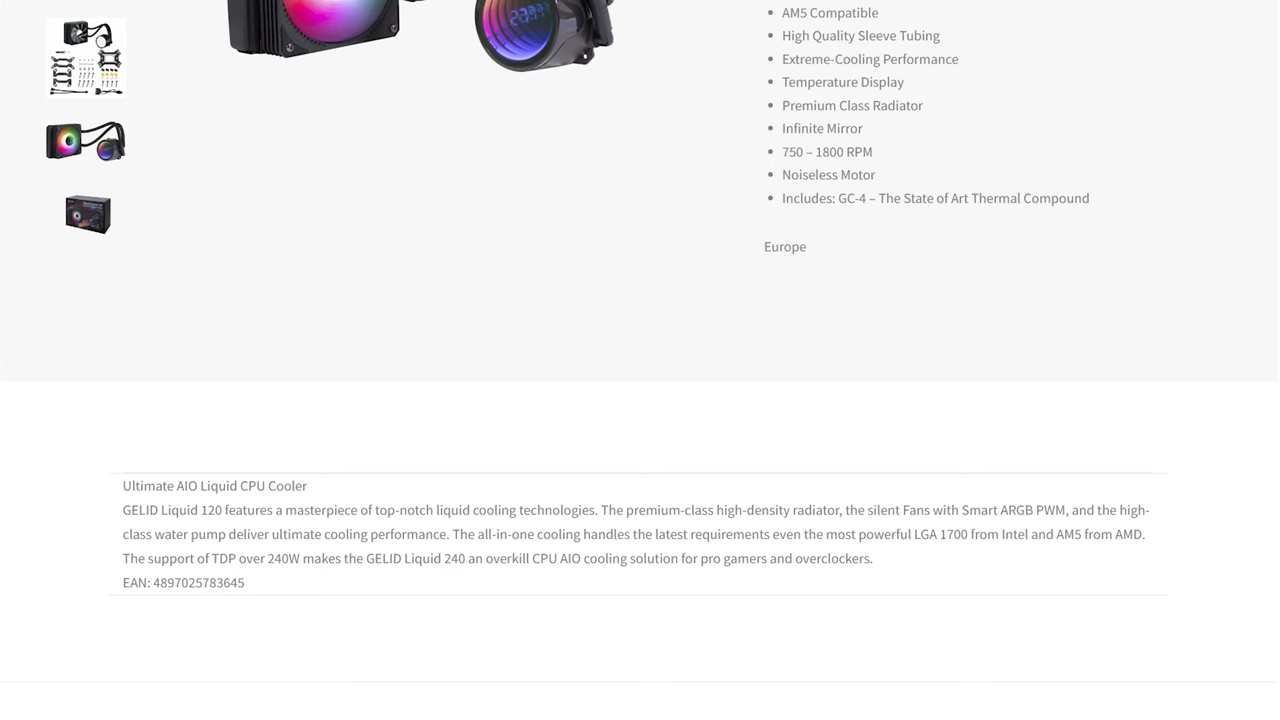 AM5 Compatible
High Quality Sleeve Tubing
Extreme-Cooling Performance
Temperature Display
Premium Class Radiator
Infinite Mirror
750 – 1800 RPM
Noiseless Motor
Includes: GC-4 – The State of Art Thermal Compound
Europe
Ultimate AIO Liquid CPU Cooler
GELID Liquid 120 features a masterpiece of top-notch liquid cooling technologies. The premium-class high-density radiator, the silent Fans with Smart ARGB PWM, and the high-
class water pump deliver ultimate cooling performance. The all-in-one cooling handles the latest requirements even the most powerful LGA 1700 from Intel and AM5 from AMD.
The support of TDP over 240W makes the GELID Liquid 240 an overkill CPU AIO cooling solution for pro gamers and overclockers.
EAN: 4897025783645